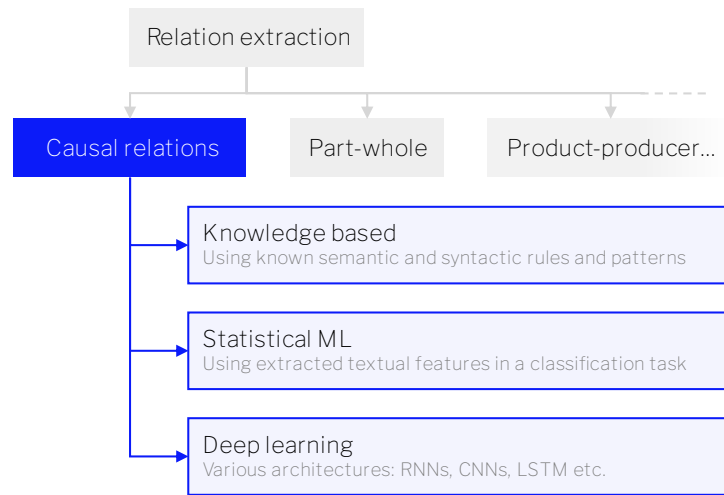 Relation extraction
Causal relations
Part-whole
Product-producer...
Knowledge based
Using known semantic and syntactic rules and patterns
Statistical ML
Using extracted textual features in a classification task
Deep learning
Various architectures: RNNs, CNNs, LSTM etc.